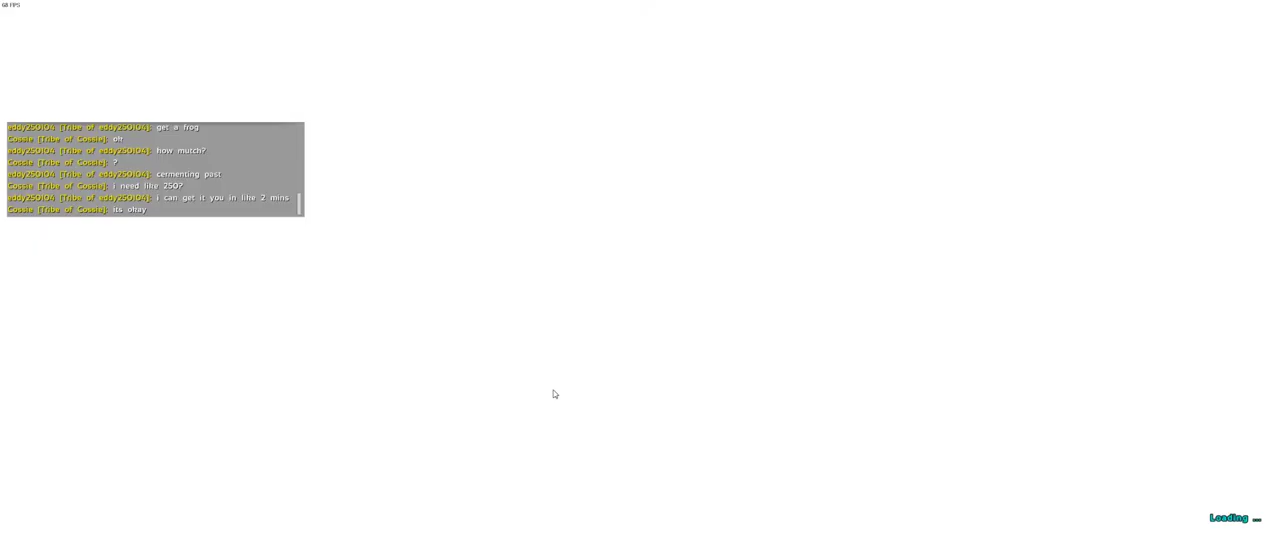 60 FPS
eddy250104 [Tribe of eddy250104]: get a frog
Cossie [Tribe of Cossie]: ok
eddy250104 [Tribe of eddy250104]: how mutch?
Cossie [Tribe of Cossie]: ?
eddy250104 [Tribe of eddy250104]: cermenting past
Cossie [Tribe of Cossie]: i need like 250?
eddy250104 [Tribe of eddy250104]: i can get it you in like 2 mins
Cossie [Tribe of Cossie]: its okay
Loading ...